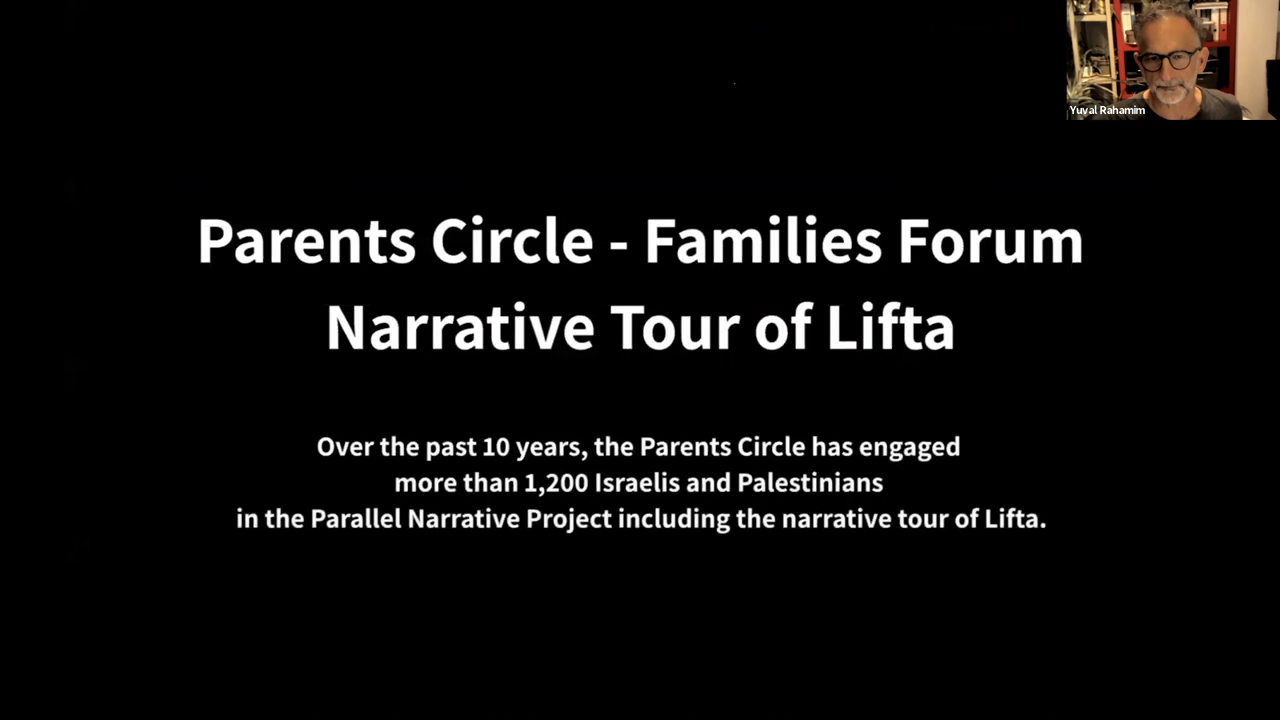 Yuval Rahamim
Parents Circle - Families Forum
Narrative Tour of Lifta
Over the past 10 years, the Parents Circle has engaged
more than 1,200 Israelis and Palestinians
in the Parallel Narrative Project including the narrative tour of Lifta.